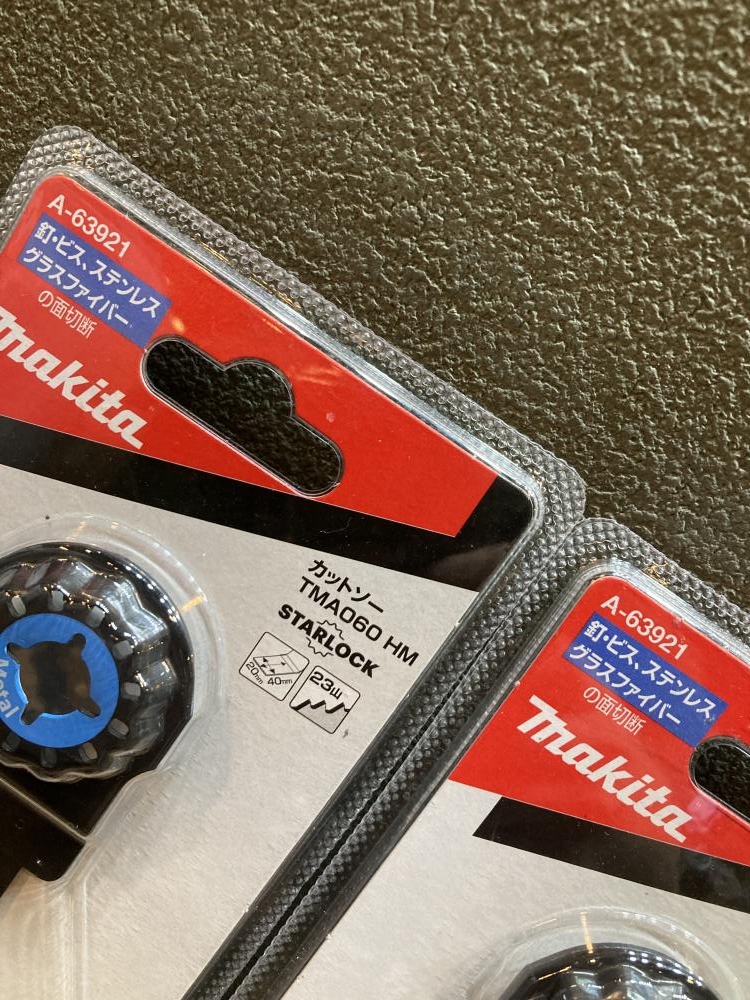 A-63921
釘・ビス、ステンレス
グラスファイバー
の面切断
makita
カットソー
TMA060 HM
STARLOCK
20mm
40mm
23山
Metal
A-63921
釘・ビス、ステンレス
グラスファイバー
の面切断
makita